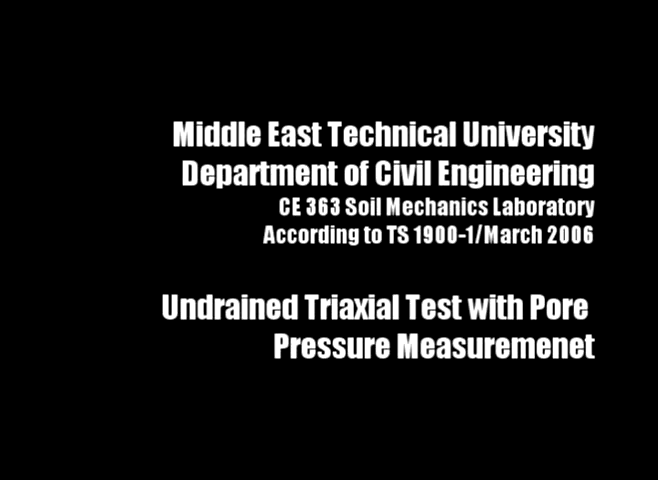 Middle East Technical University
Department of Civil Engineering
CE 363 Soil Mechanics Laboratory
According to TS 1900-1/March 2006
Undrained Triaxial Test with Pore
Pressure Measuremenet